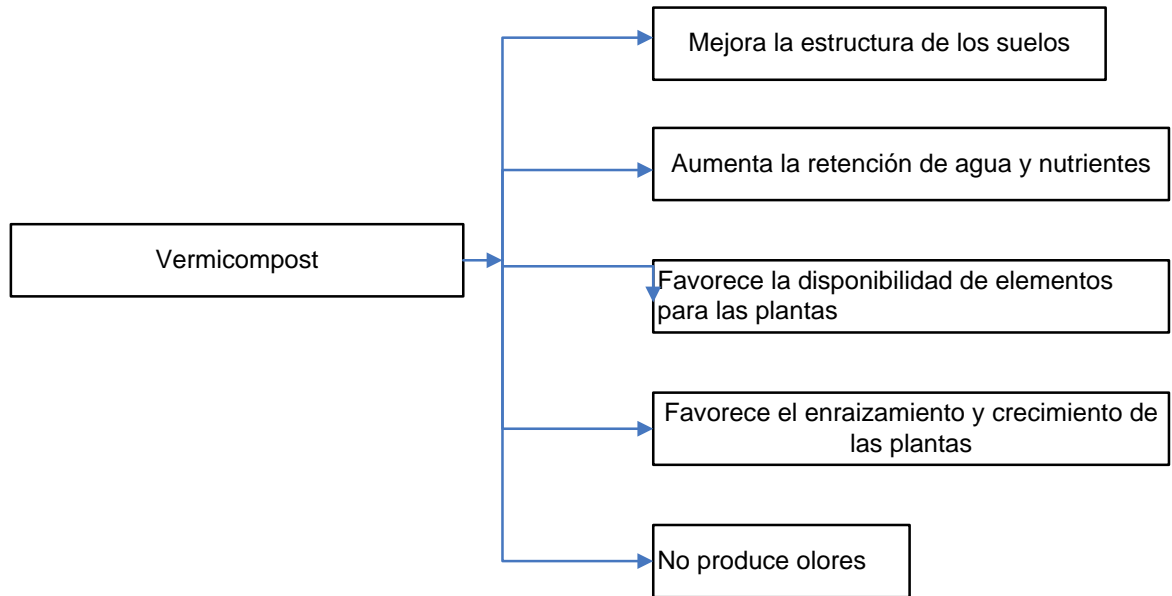 Mejora la estructura de los suelos
Aumenta la retención de agua y nutrientes
Vermicompost
Favorece la disponibilidad de elementos
para las plantas
Favorece el enraizamiento y crecimiento de
las plantas
No produce olores